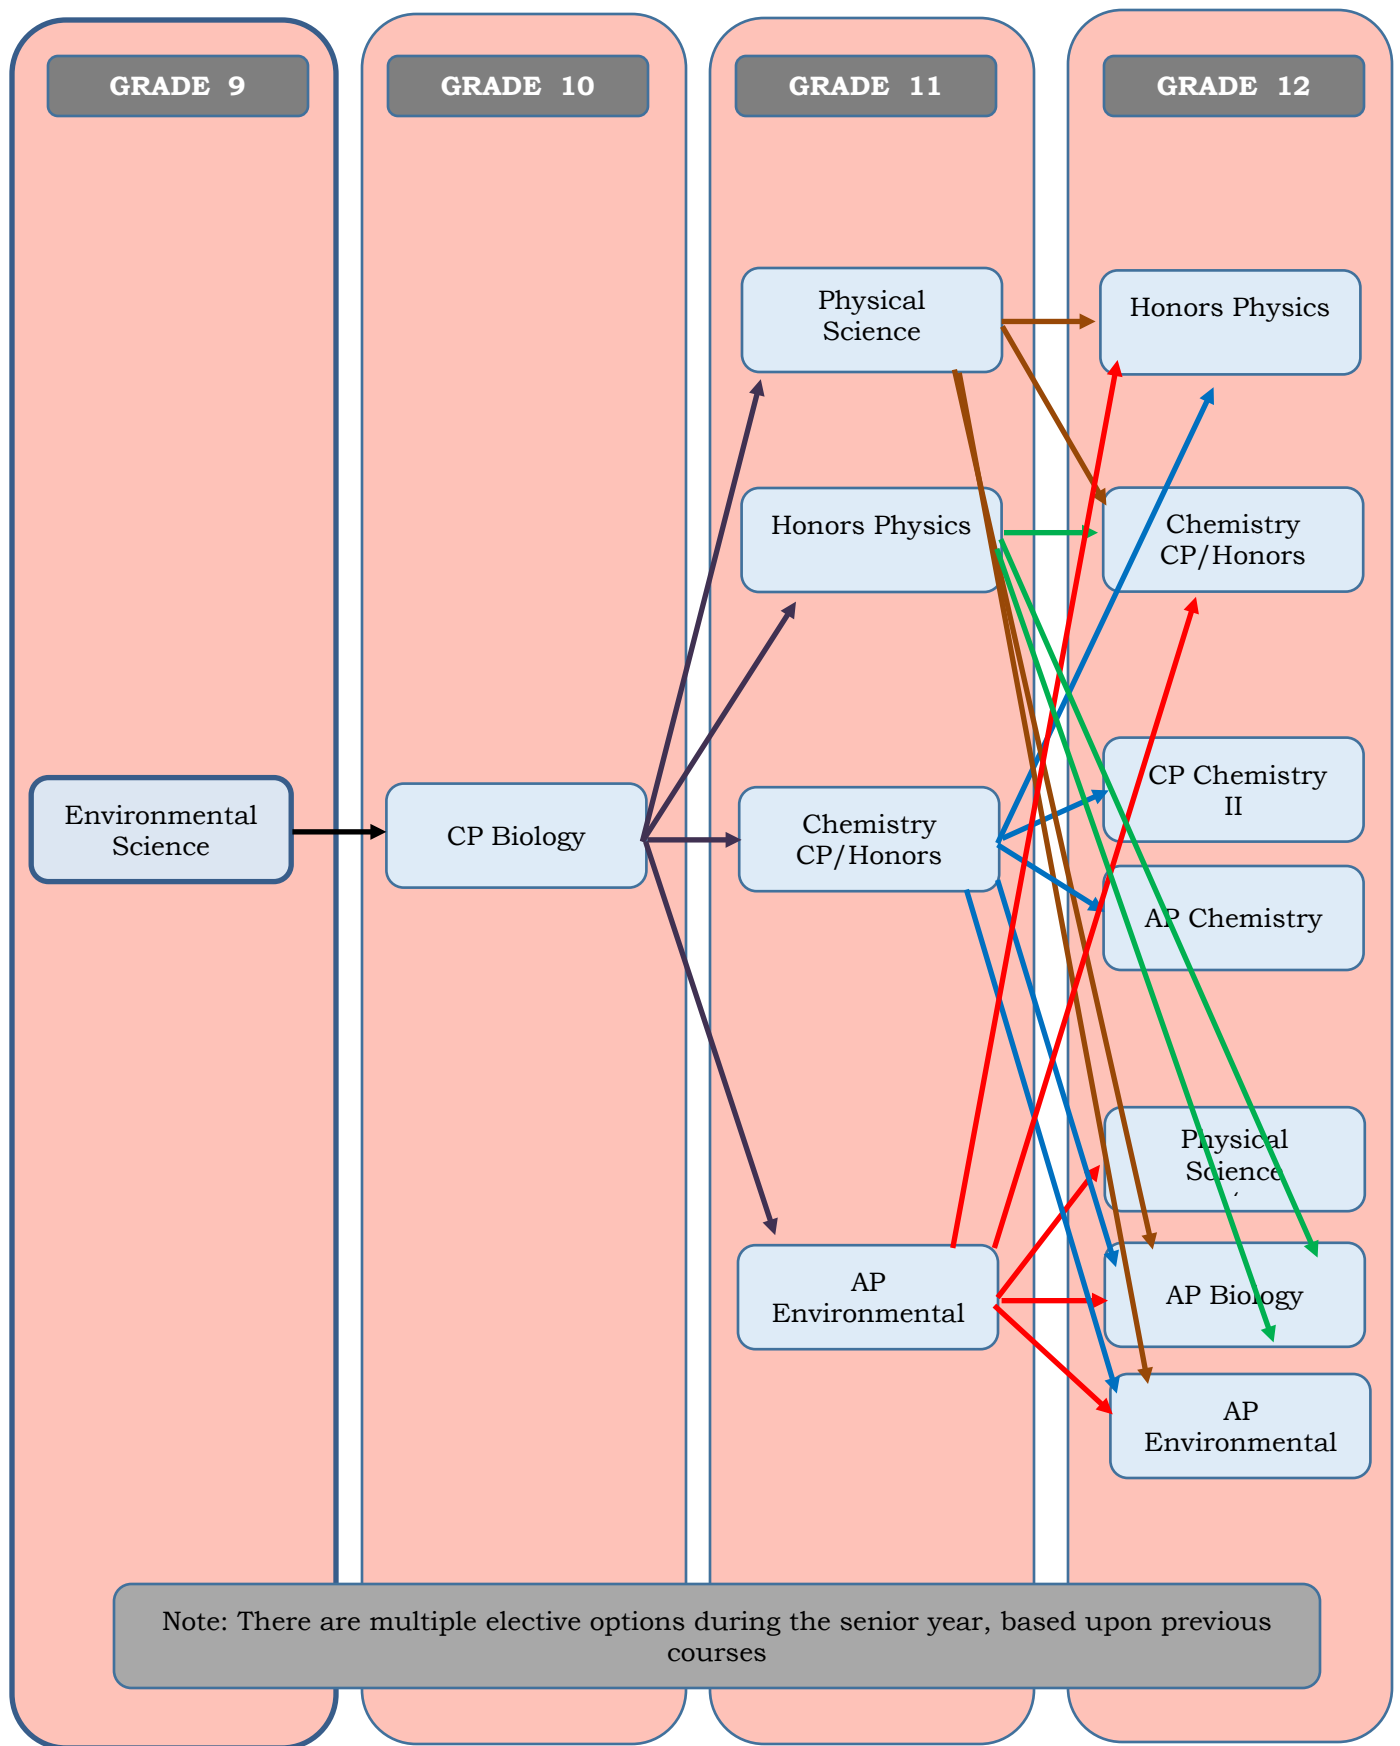 GRADE 9
GRADE 10
GRADE 11
GRADE 12
Environmental
Science
CP Biology
Physical
Science
Honors Physics
Chemistry
CP/Honors
AP
Environmental
Honors Physics
Chemistry
CP/Honors
CP Chemistry
II
AP Chemistry
Physical
Science
AP Biology
AP
Environmental
Note: There are multiple elective options during the senior year, based upon previous
courses